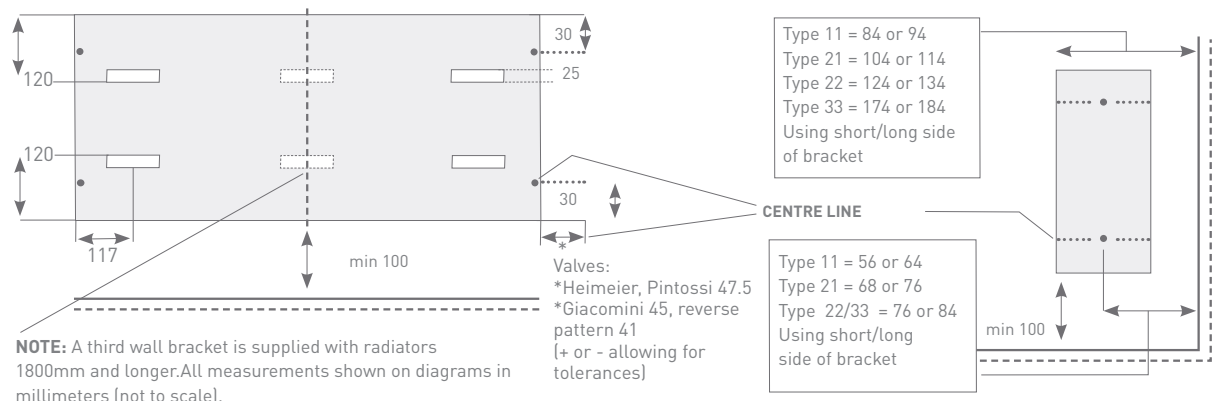 30
120
25
120
30
117
min 100
*
Valves:
*Heimeier, Pintossi 47.5
*Giacomini 45, reverse
pattern 41
(+ or - allowing for
tolerances)
NOTE: A third wall bracket is supplied with radiators
1800mm and longer.All measurements shown on diagrams in
millimeters (not to scale).
CENTRE LINE
Type 11 = 84 or 94
Type 21 = 104 or 114
Type 22 = 124 or 134
Type 33 = 174 or 184
Using short/long side
of bracket
Type 11 = 56 or 64
Type 21 = 68 or 76
Type 22/33 = 76 or 84
Using short/long
side of bracket
min 100